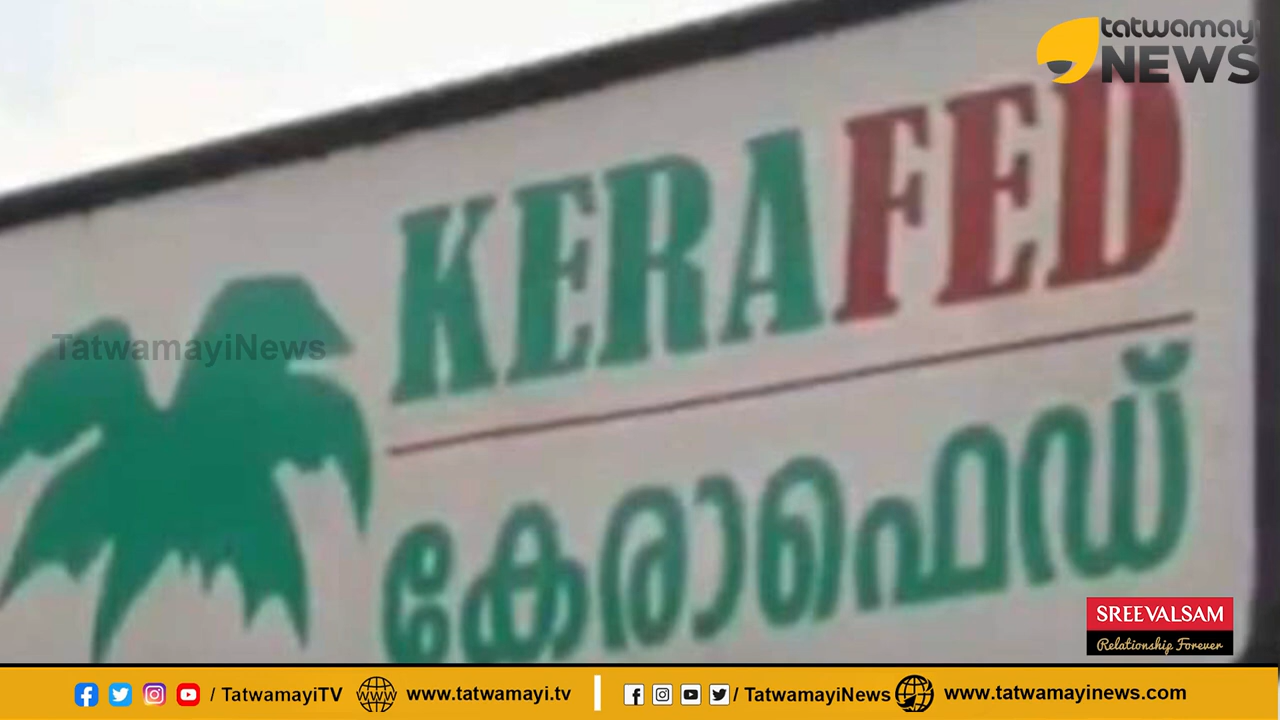 tatwamayi
NEWS
KERAFED
TatwamayiNews
കേരാഫെഡ്
SREEVALSAM
Relationship Forever
/ TatwamayiTV www.tatwamayi.tv / TatwamayiNews www.tatwamayinews.com